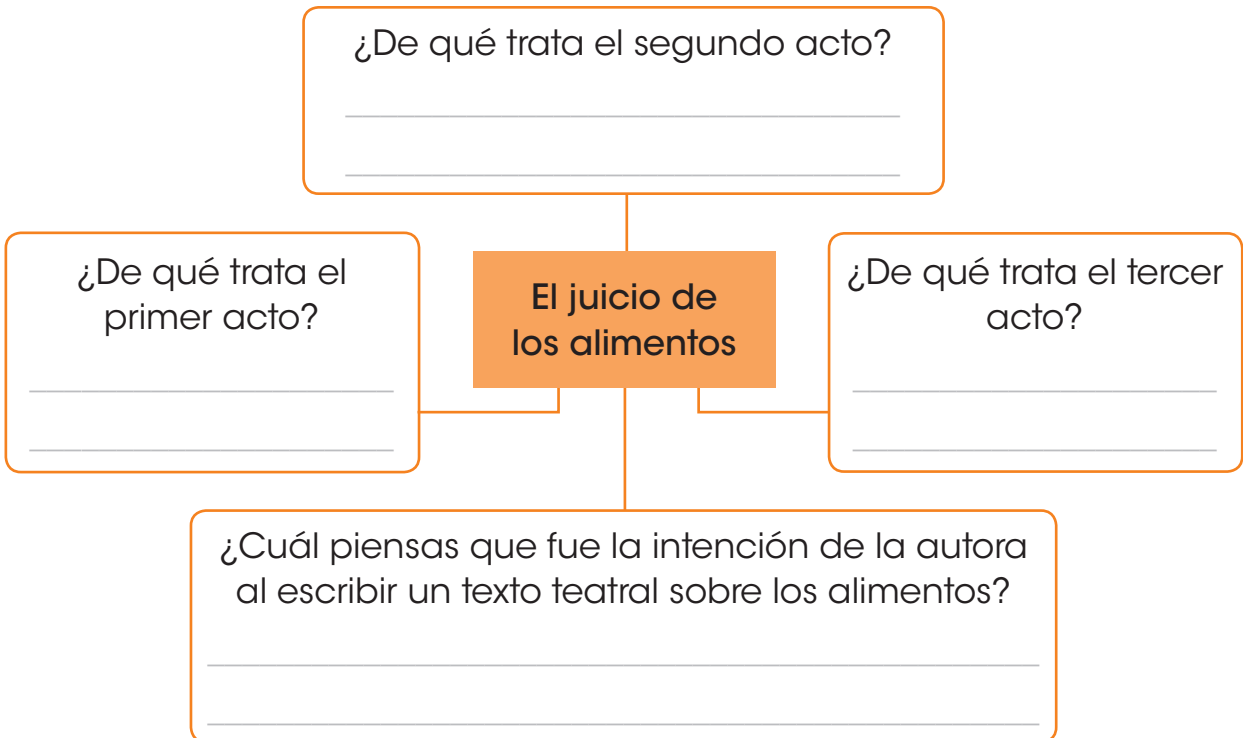 ¿De qué trata el segundo acto?
¿De qué trata el
primer acto?
El juicio de
los alimentos
¿De qué trata el tercer
acto?
¿Cuál piensas que fue la intención de la autora
al escribir un texto teatral sobre los alimentos?